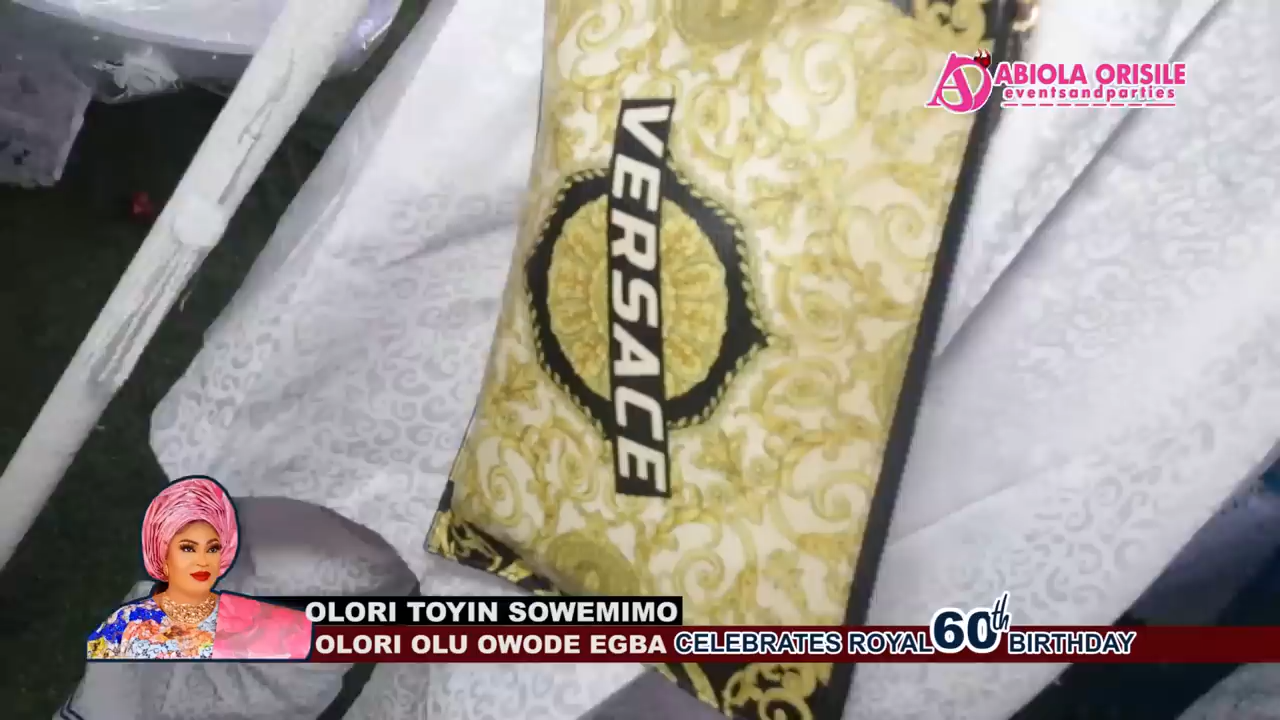 ABIOLA ORISILE
eventsandparties
VERSACE
OLORI TOYIN SOWEMIMO
OLORI OLU OWODE EGBA CELEBRATES ROYAL 60th BIRTHDAY